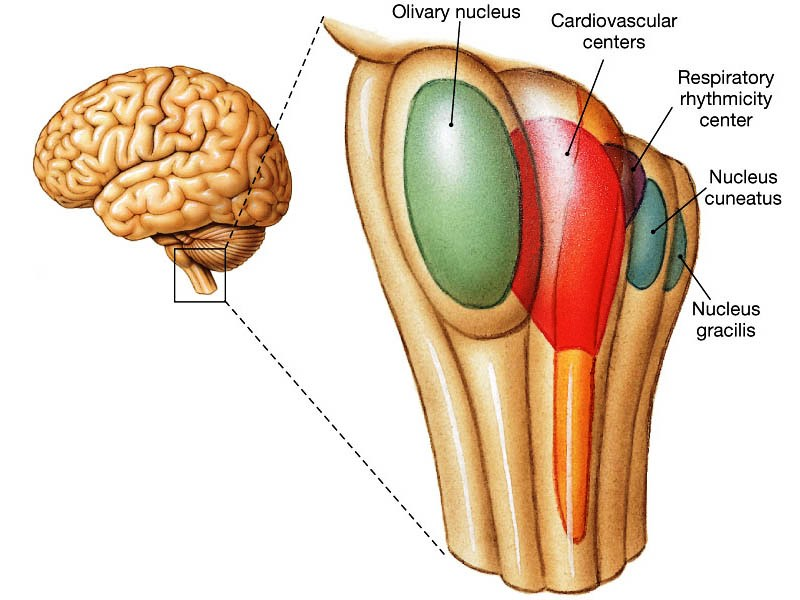 Olivary nucleus
Cardiovascular
centers
Respiratory
rhythmicity
center
Nucleus
cuneatus
Nucleus
gracilis